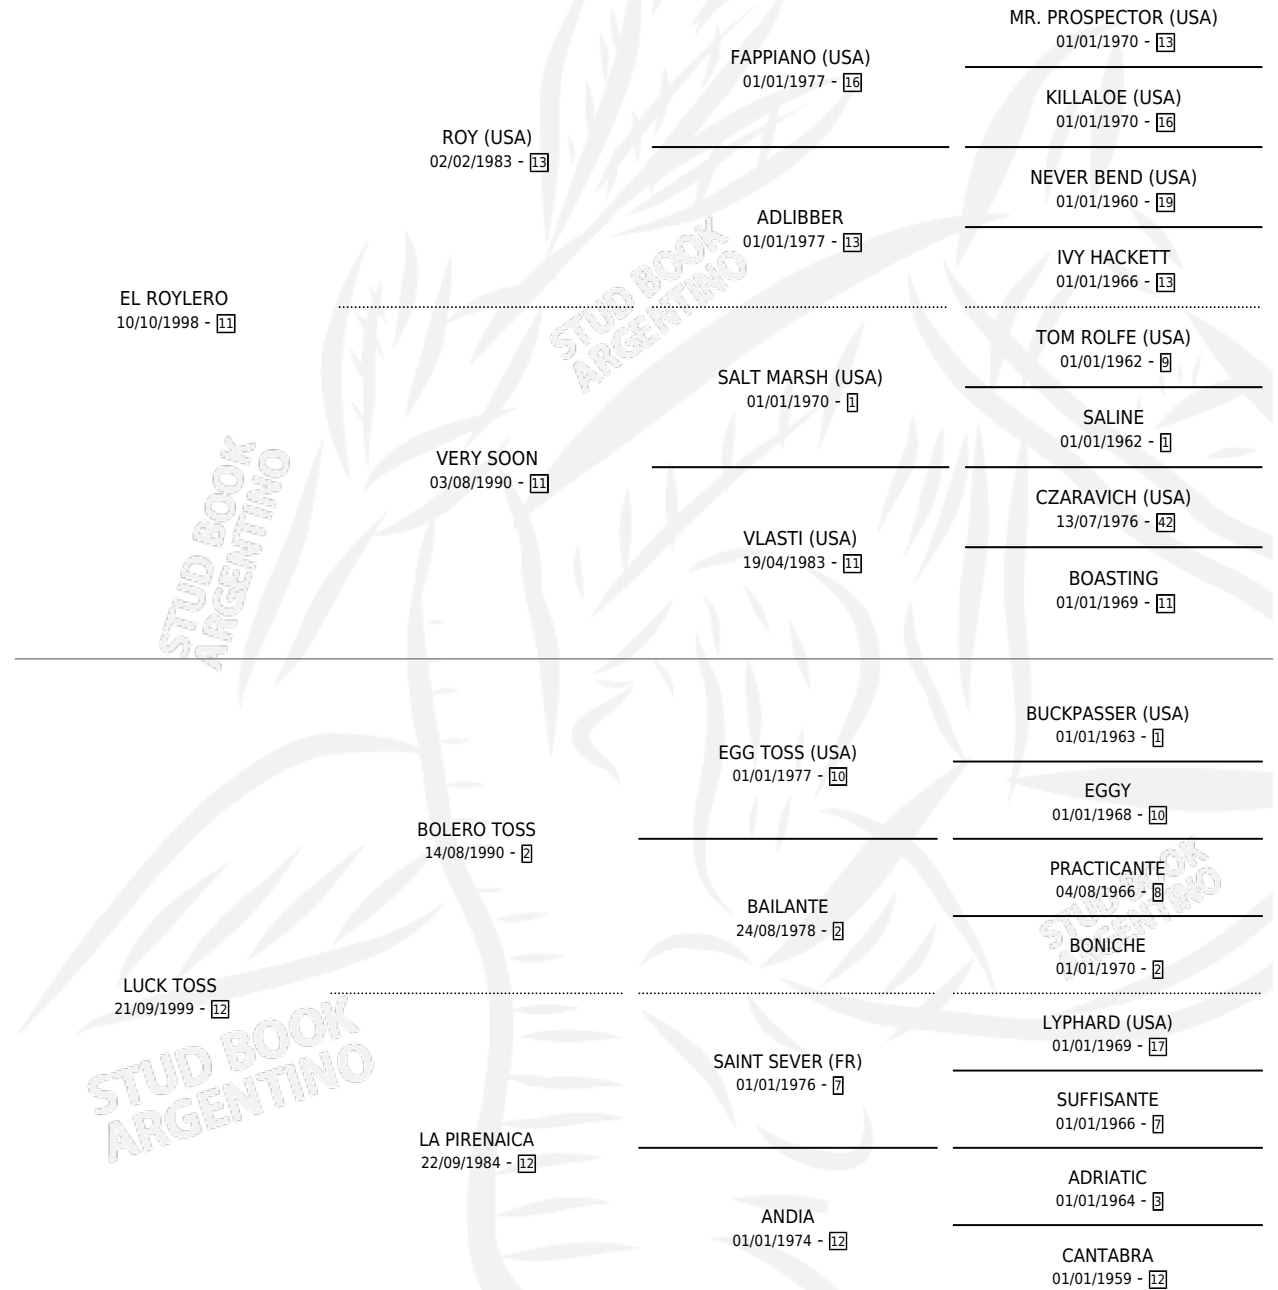 MR. PROSPECTOR (USA)
01/01/1970 - 13
FAPPIANO (USA)
01/01/1977 - 16
KILLALOE (USA)
01/01/1970 - 16
ROY (USA)
02/02/1983 - 13
NEVER BEND (USA)
01/01/1960 - 19
ADLIBBER
01/01/1977 - 13
IVY HACKETT
01/01/1966 - 13
EL ROYLERO
10/10/1998 - 11
TOM ROLFE (USA)
01/01/1962 - 9
SALT MARSH (USA)
01/01/1970 - 1
SALINE
01/01/1962 - 1
VERY SOON
03/08/1990 - 11
CZARAVICH (USA)
13/07/1976 - 42
VLASTI (USA)
19/04/1983 - 11
BOASTING
01/01/1969 - 11
STUD BOOK
ARGENTINO
STUD BOOK
ARGENTINO
BUCKPASSER (USA)
01/01/1963 - 1
EGG TOSS (USA)
01/01/1977 - 10
EGGY
01/01/1968 - 10
BOLERO TOSS
14/08/1990 - 2
PRACTICANTE
04/08/1966 - 8
BAILANTE
24/08/1978 - 2
BONICHE
01/01/1970 - 2
LUCK TOSS
21/09/1999 - 12
LYPHARD (USA)
01/01/1969 - 17
SAINT SEVER (FR)
01/01/1976 - 7
SUFFISANTE
01/01/1966 - 7
LA PIRENAICA
22/09/1984 - 12
ADRIATIC
01/01/1964 - 3
ANDIA
01/01/1974 - 12
CANTABRA
01/01/1959 - 12
STUD BOOK
ARGENTINO
STUD BOOK
ARGENTINO